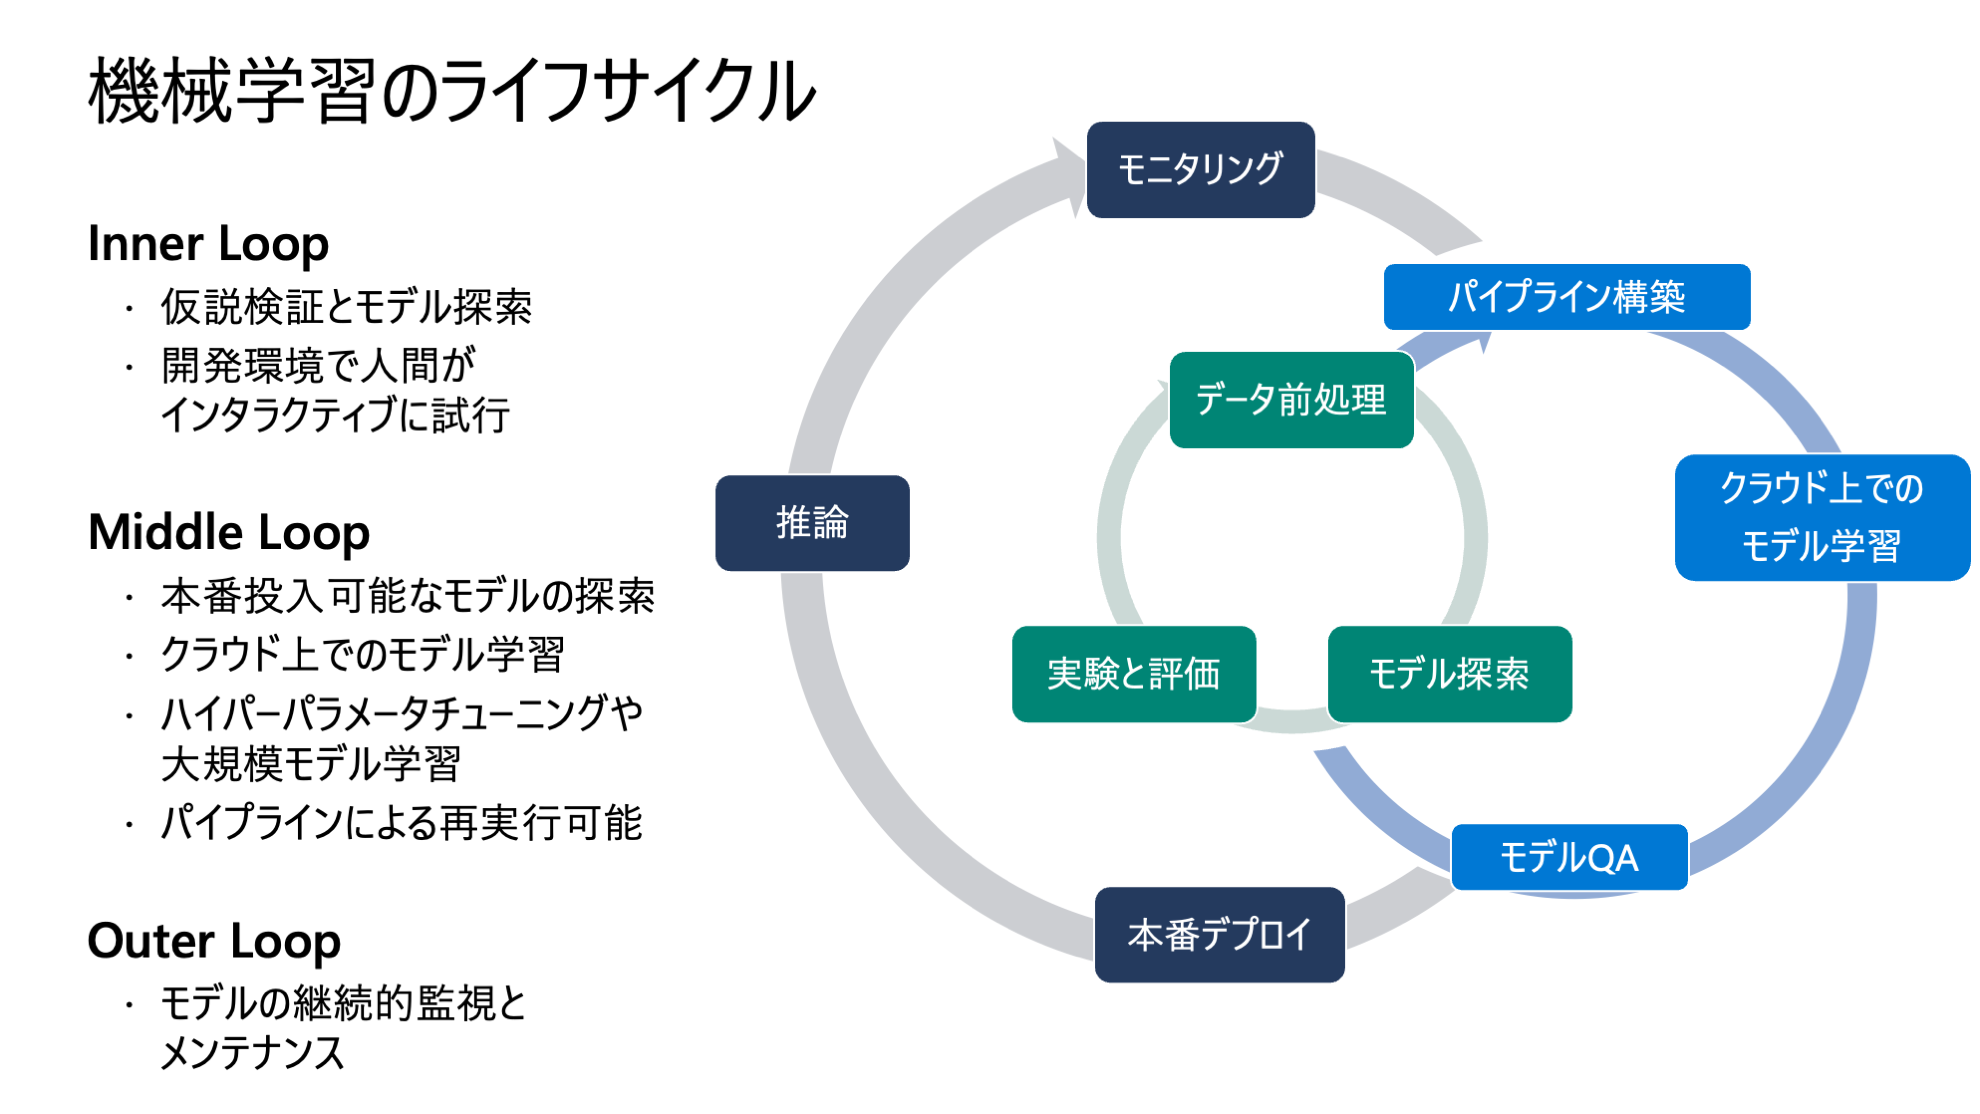 機械学習のライフサイクル
Inner Loop
・ 仮説検証とモデル探索
・ 開発環境で人間が
インタラクティブに試行
Middle Loop
・ 本番投入可能なモデルの探索
・ クラウド上でのモデル学習
・ ハイパーパラメータチューニングや
大規模モデル学習
・ パイプラインによる再実行可能
Outer Loop
・ モデルの継続的監視と
メンテナンス
モニタリング
パイプライン構築
データ前処理
クラウド上での
モデル学習
推論
実験と評価
モデル探索
モデルQA
本番デプロイ